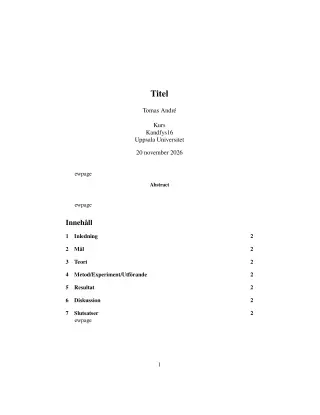 Titel
Tomas André
Kurs
Kandfys16
Uppsala Universitet
20 november 2026
ewpage
Abstract
ewpage
Innehåll
1 Inledning 2
2 Mål 2
3 Teori 2
4 Metod/Experiment/Utförande 2
5 Resultat 2
6 Diskussion 2
7 Slutsatser 2
ewpage
1